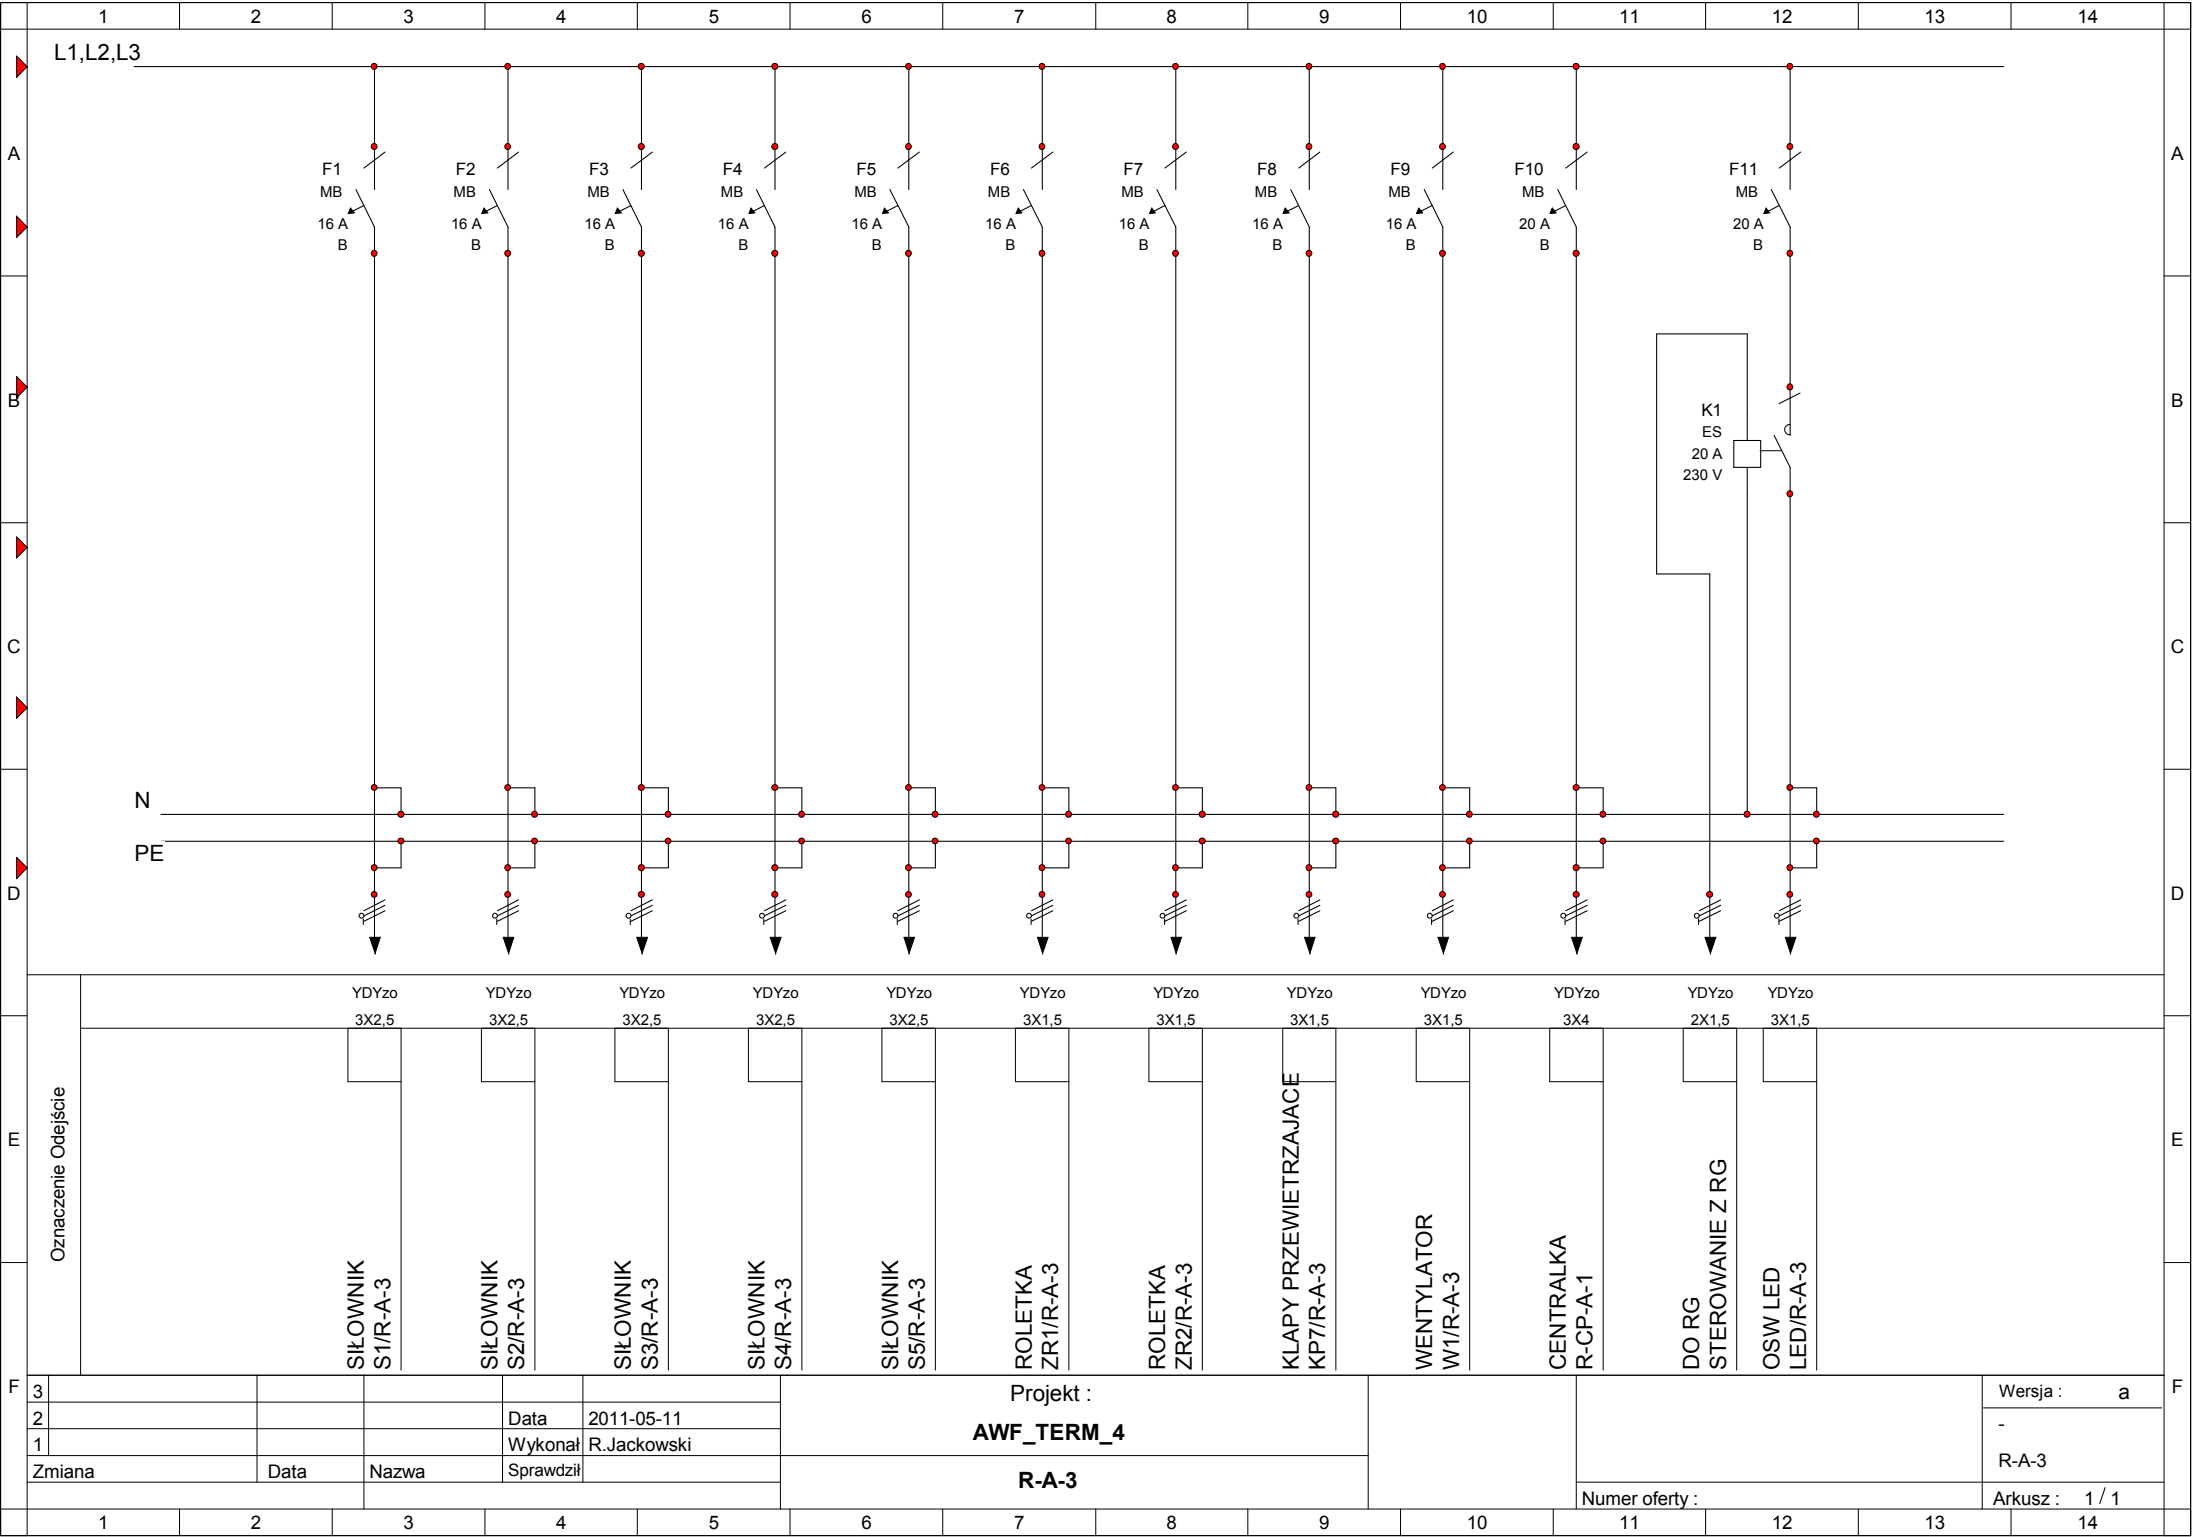 1 2 3 4 5 6 7 8 9 10 11 12 13 14
L1,L2,L3
A A
F1 F2 F3 F4 F5 F6 F7 F8 F9 F10 F11
MB MB MB MB MB MB MB MB MB MB MB
16 A 16 A 16 A 16 A 16 A 16 A 16 A 16 A 16 A 20 A 20 A
B B B B B B B B B B B
B B
K1
ES
20 A
230 V
C C
N
PE
D D
YDYzo YDYzo YDYzo YDYzo YDYzo YDYzo YDYzo YDYzo YDYzo YDYzo YDYzo YDYzo
3X2,5 3X2,5 3X2,5 3X2,5 3X2,5 3X1,5 3X1,5 3X1,5 3X1,5 3X4 2X1,5 3X1,5
E E
Oznaczenie Odejście
SIŁOWNIK
S1/R-A-3
SIŁOWNIK
S2/R-A-3
SIŁOWNIK
S3/R-A-3
SIŁOWNIK
S4/R-A-3
SIŁOWNIK
S5/R-A-3
ROLETKA
ZR1/R-A-3
ROLETKA
ZR2/R-A-3
KLAPY PRZEWIETRZAJACE
KP7/R-A-3
WENTYLATOR
W1/R-A-3
CENTRALKA
R-CP-A-1
DO RG
STEROWANIE Z RG
OSW LED
LED/R-A-3
F F
3
2 Data 2011-05-11
1 Wykonał R.Jackowski
Zmiana Data Nazwa Sprawdził
Projekt :
AWF_TERM_4
R-A-3
Numer oferty :
Wersja : a
-
R-A-3
Arkusz : 1 / 1
1 2 3 4 5 6 7 8 9 10 11 12 13 14